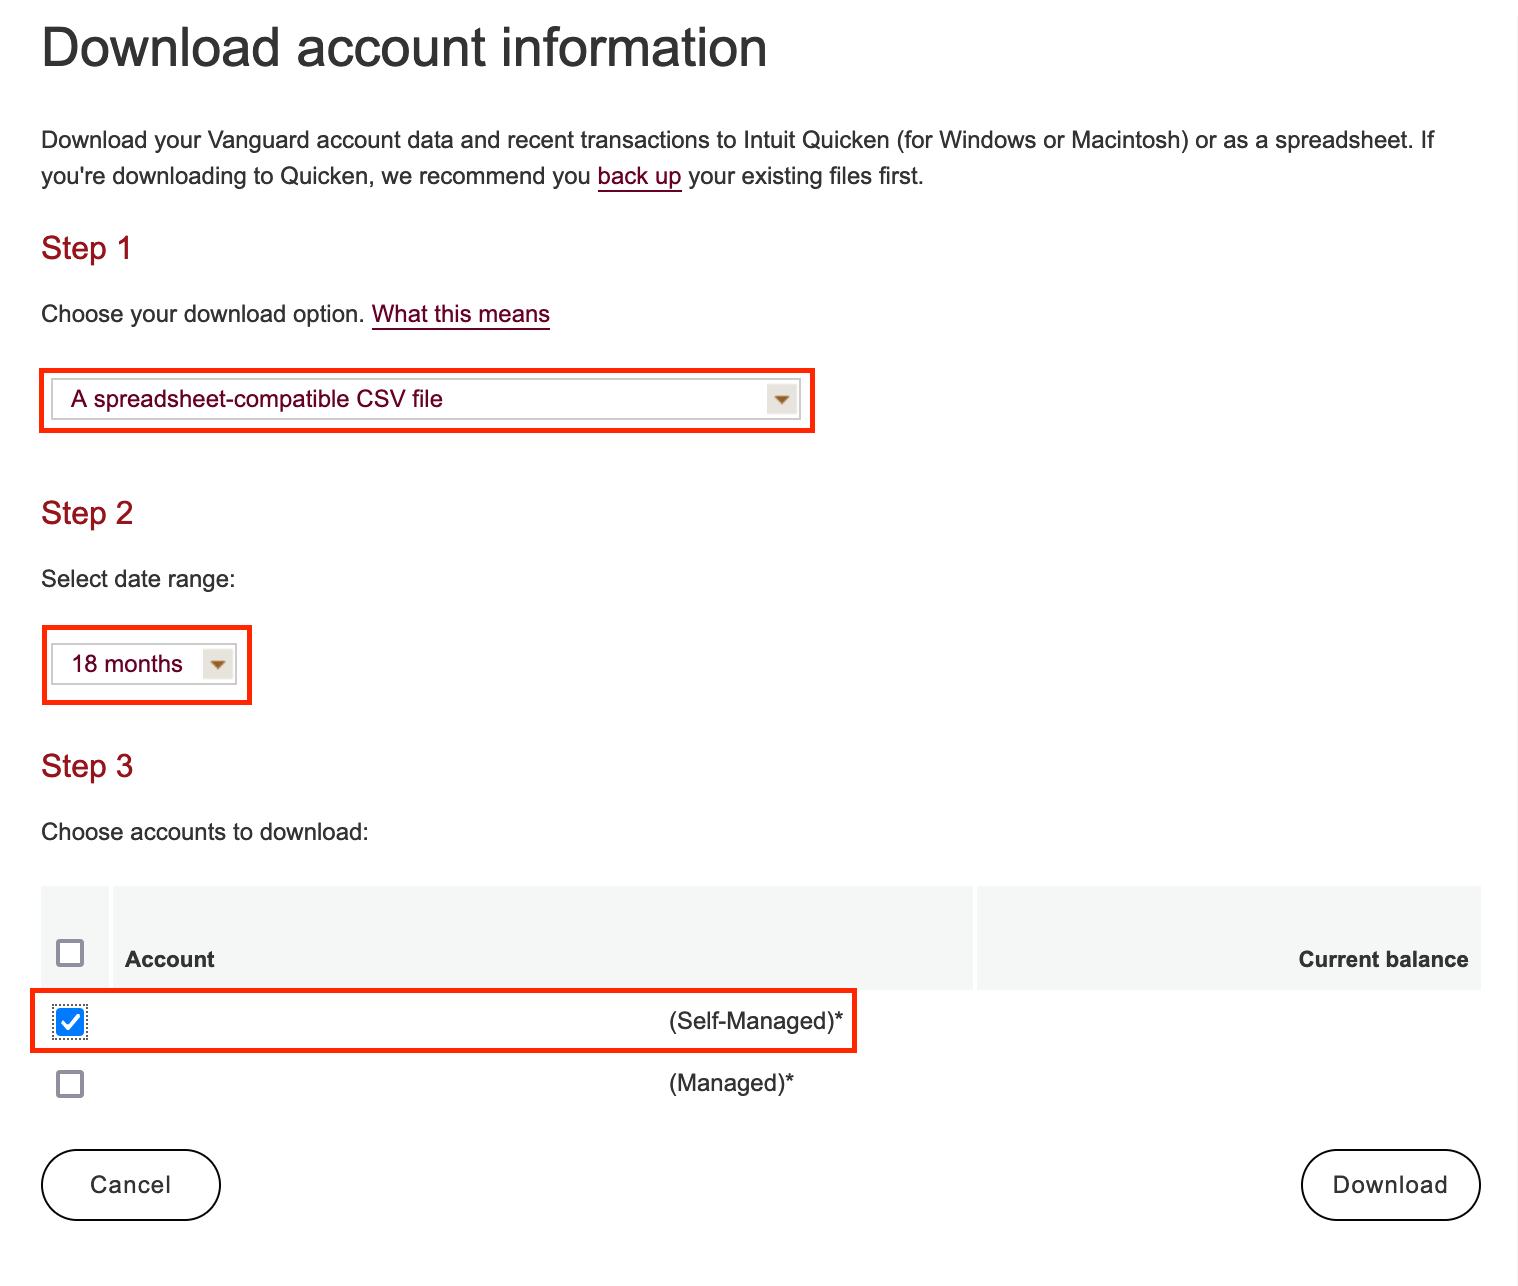 Download account information
Download your Vanguard account data and recent transactions to Intuit Quicken (for Windows or Macintosh) or as a spreadsheet. If
you're downloading to Quicken, we recommend you back up your existing files first.
Step 1
Choose your download option. What this means
A spreadsheet-compatible CSV file
Step 2
Select date range:
18 months
Step 3
Choose accounts to download:
Account Current balance
(Self-Managed)*
(Managed)*
Cancel Download